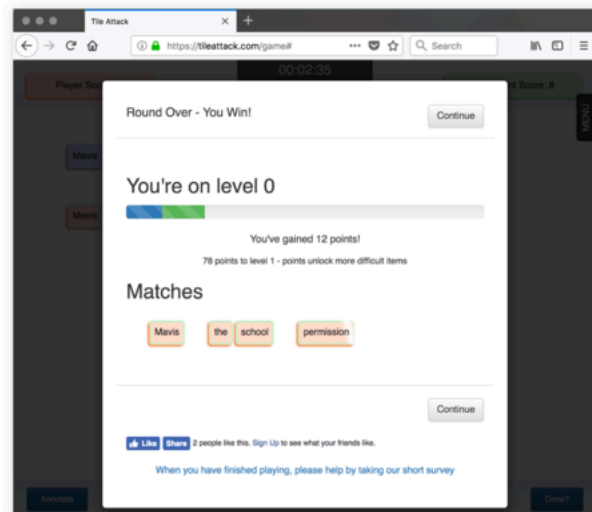 Tile Attack
https://tileattack.com/game#
Search
00:02:35
Player Sco
nt Score: 8
MENU
Round Over - You Win!
Continue
Mavis
You're on level 0
Mavis
You've gained 12 points!
78 points to level 1 - points unlock more difficult items
Matches
Mavis the school permission
Continue
Like Share 2 people like this. Sign Up to see what your friends like.
When you have finished playing, please help by taking our short survey
Annotate
Done?